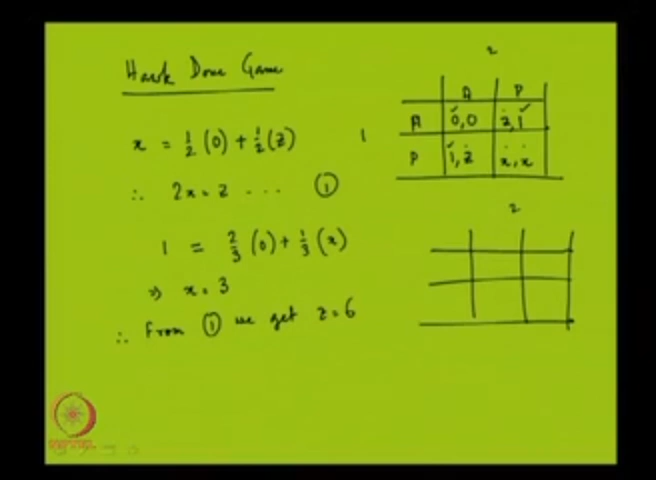 Hawk Dove Game
x = 1/2 (0) + 1/2 (z)
∴ 2x = z ... ①
1 = 2/3 (0) + 1/3 (x)
⇒ x = 3
∴ From ① we get z = 6
2
A P
1
A 0,0 z,1
P 1,z x,x
2